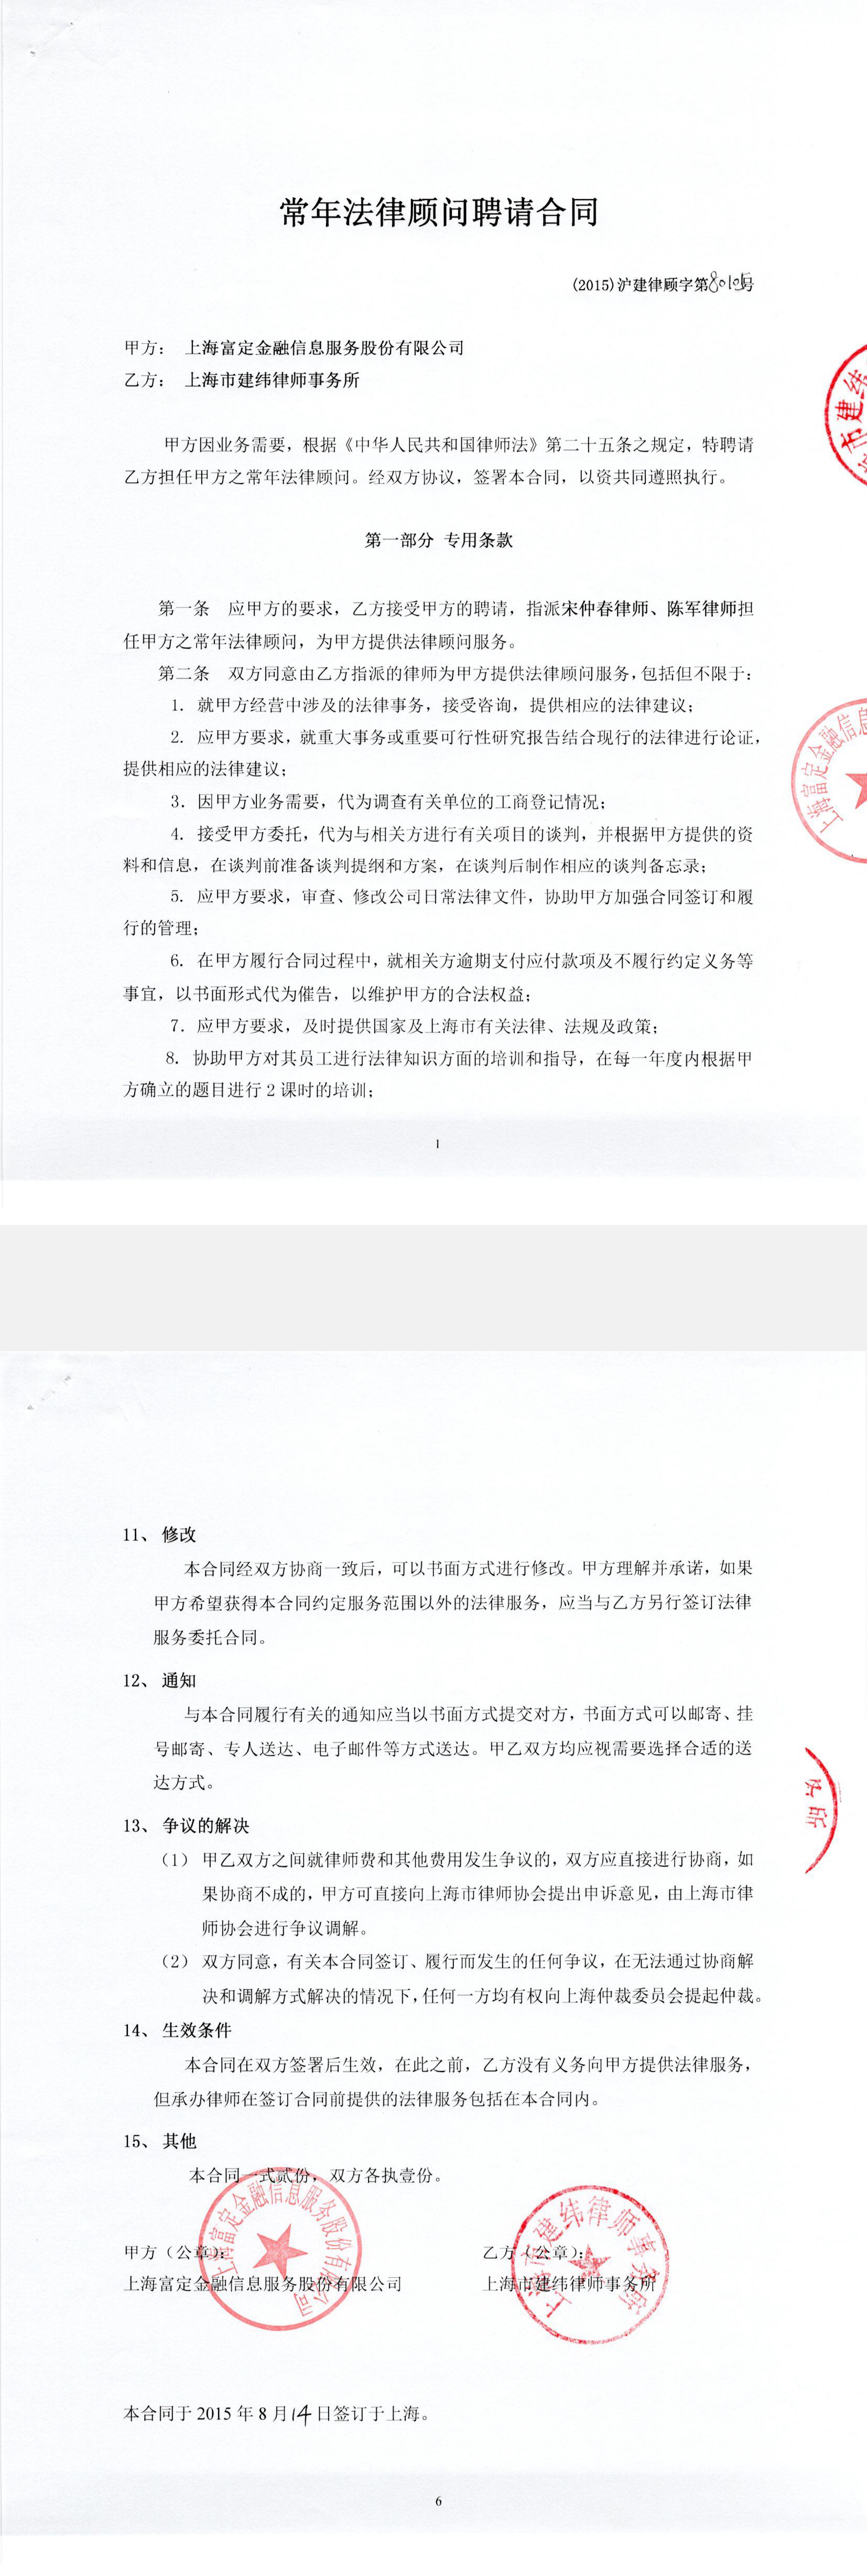 常年法律顾问聘请合同
(2015)沪建律顾字第80105号
甲方： 上海富定金融信息服务股份有限公司
乙方： 上海市建纬律师事务所
市建纬
甲方因业务需要，根据《中华人民共和国律师法》第二十五条之规定，特聘请
乙方担任甲方之常年法律顾问。经双方协议，签署本合同，以资共同遵照执行。
第一部分 专用条款
第一条 应甲方的要求，乙方接受甲方的聘请，指派宋仲春律师、陈军律师担
任甲方之常年法律顾问，为甲方提供法律顾问服务。
第二条 双方同意由乙方指派的律师为甲方提供法律顾问服务，包括但不限于：
1. 就甲方经营中涉及的法律事务，接受咨询，提供相应的法律建议；
2. 应甲方要求，就重大事务或重要可行性研究报告结合现行的法律进行论证，
提供相应的法律建议；
上海富定金融信息
3. 因甲方业务需要，代为调查有关单位的工商登记情况；
4. 接受甲方委托，代为与相关方进行有关项目的谈判，并根据甲方提供的资
料和信息，在谈判前准备谈判提纲和方案，在谈判后制作相应的谈判备忘录；
5. 应甲方要求，审查、修改公司日常法律文件，协助甲方加强合同签订和履
行的管理；
6. 在甲方履行合同过程中，就相关方逾期支付应付款项及不履行约定义务等
事宜，以书面形式代为催告，以维护甲方的合法权益；
7. 应甲方要求，及时提供国家及上海市有关法律、法规及政策；
8. 协助甲方对其员工进行法律知识方面的培训和指导，在每一年度内根据甲
方确立的题目进行 2 课时的培训；
1
11、 修改
本合同经双方协商一致后，可以书面方式进行修改。甲方理解并承诺，如果
甲方希望获得本合同约定服务范围以外的法律服务，应当与乙方另行签订法律
服务委托合同。
12、 通知
与本合同履行有关的通知应当以书面方式提交对方，书面方式可以邮寄、挂
号邮寄、专人送达、电子邮件等方式送达。甲乙双方均应视需要选择合适的送
达方式。
13、 争议的解决
（1） 甲乙双方之间就律师费和其他费用发生争议的，双方应直接进行协商，如
果协商不成的，甲方可直接向上海市律师协会提出申诉意见，由上海市律
师协会进行争议调解。
（2） 双方同意，有关本合同签订、履行而发生的任何争议，在无法通过协商解
决和调解方式解决的情况下，任何一方均有权向上海仲裁委员会提起仲裁。
14、 生效条件
本合同在双方签署后生效，在此之前，乙方没有义务向甲方提供法律服务，
但承办律师在签订合同前提供的法律服务包括在本合同内。
15、 其他
本合同一式贰份，双方各执壹份。
上海富定金融信息服务股份有限公司
上海市建纬律师事务所
甲方（公章）： 乙方（公章）：
上海富定金融信息服务股份有限公司 上海市建纬律师事务所
本合同于 2015 年 8 月 14 日签订于上海。
6